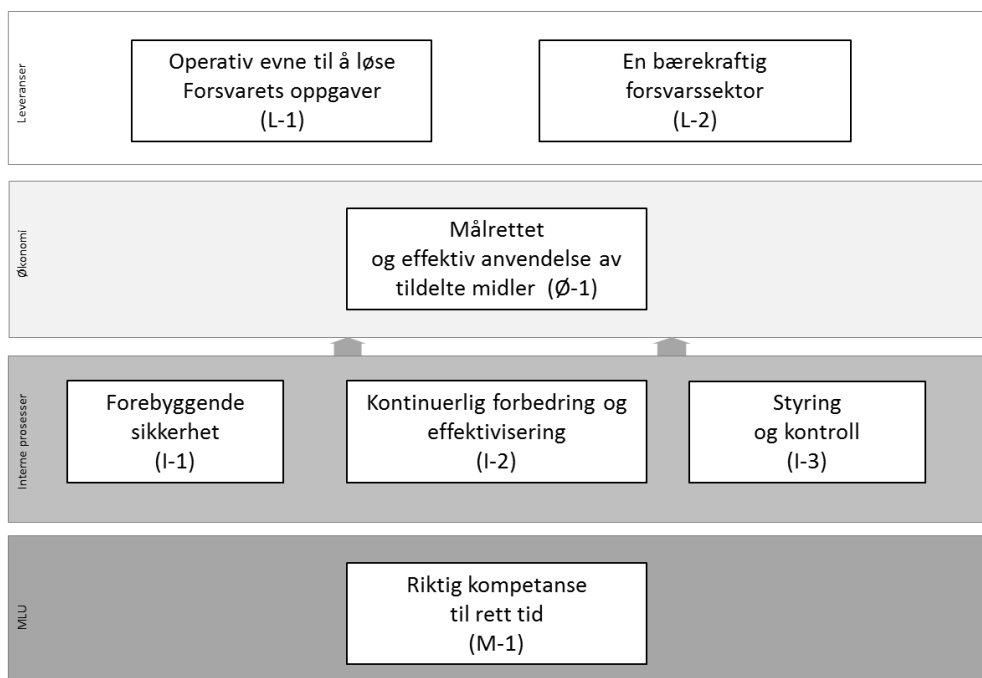 Leveranser
Operativ evne til å løse
Forsvarets oppgaver
(L-1)
En bærekraftig
forsvarssektor
(L-2)
Økonomi
Målrettet
og effektiv anvendelse av
tildelte midler (Ø-1)
Interne prosesser
Forebyggende
sikkerhet
(I-1)
Kontinuerlig forbedring og
effektivisering
(I-2)
Styring
og kontroll
(I-3)
MLU
Riktig kompetanse
til rett tid
(M-1)